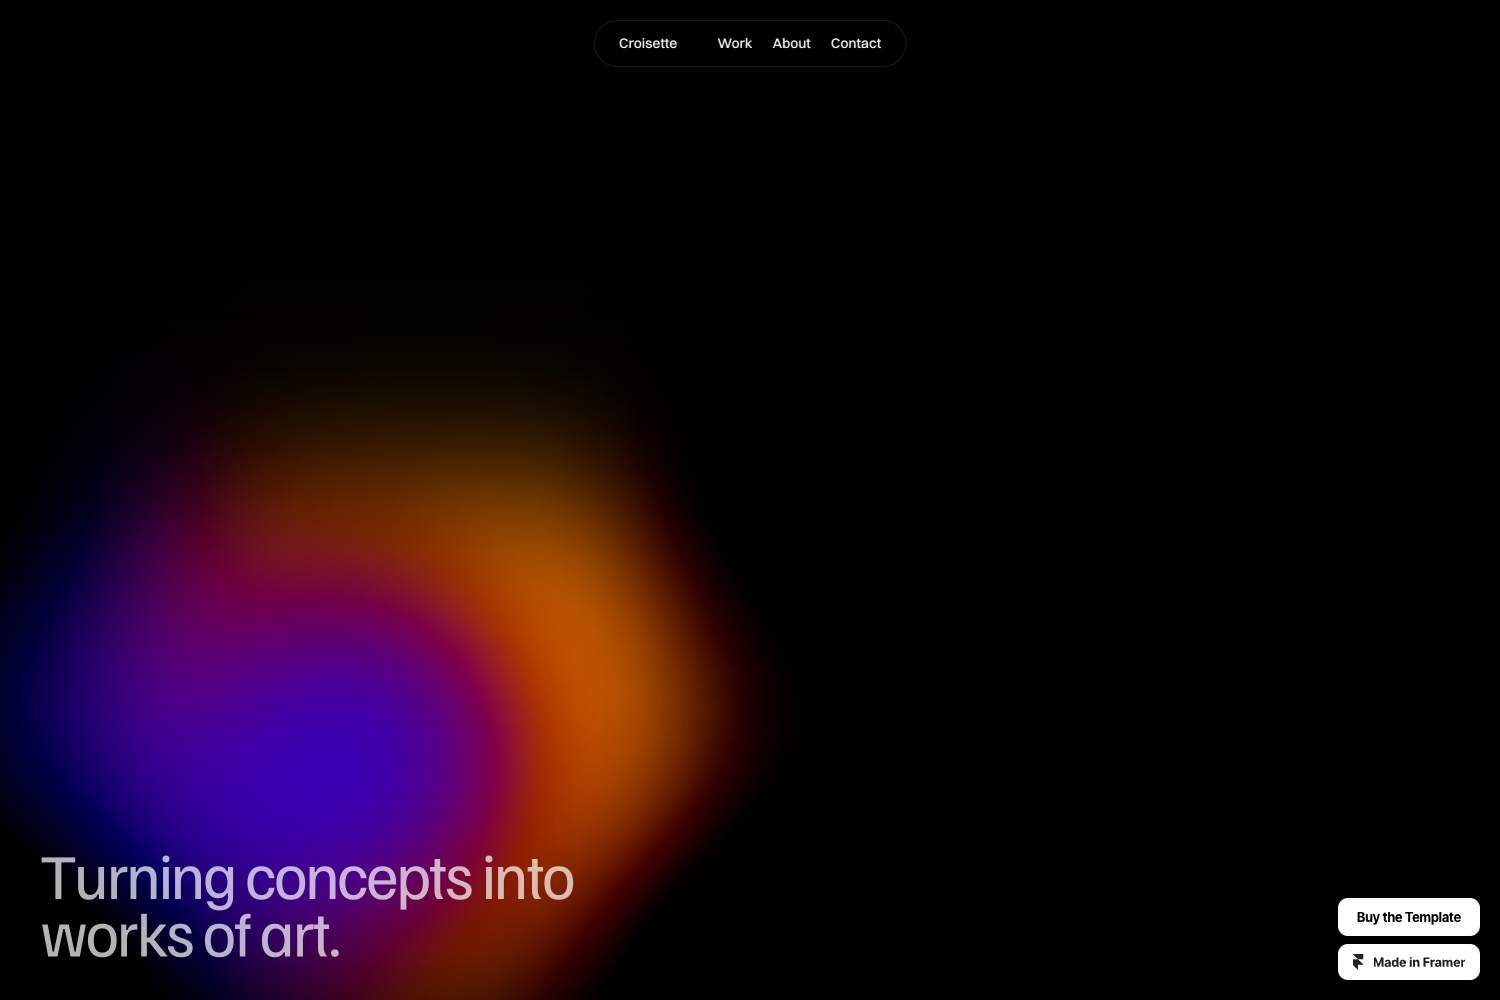 Croisette Work About Contact
Turning concepts into
works of art.
Buy the Template
Made in Framer